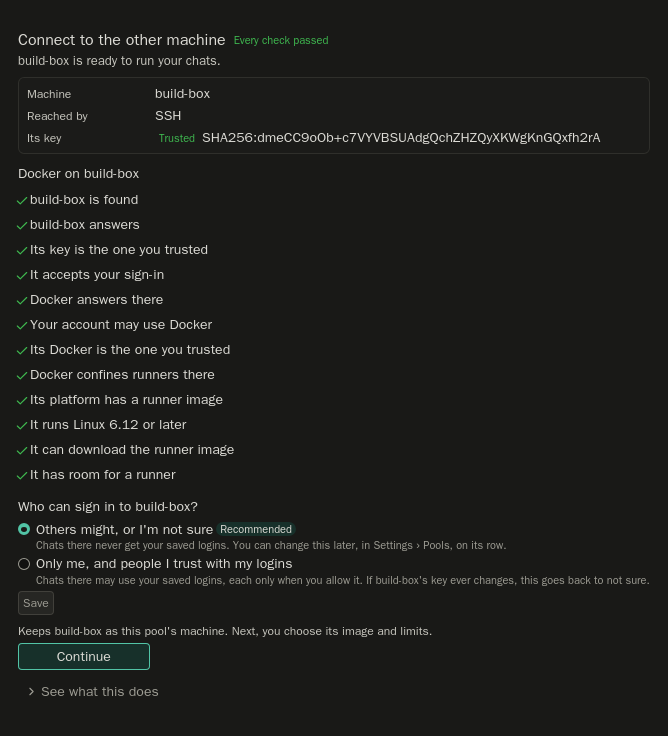 Connect to the other machine Every check passed
build-box is ready to run your chats.
Machine build-box
Reached by SSH
Its key Trusted SHA256:dmeCC9oOb+c7VYVBSUAdgQchZHZQyXKWgKnGQxfh2rA
Docker on build-box
build-box is found
build-box answers
Its key is the one you trusted
It accepts your sign-in
Docker answers there
Your account may use Docker
Its Docker is the one you trusted
Docker confines runners there
Its platform has a runner image
It runs Linux 6.12 or later
It can download the runner image
It has room for a runner
Who can sign in to build-box?
Others might, or I'm not sure Recommended
Chats there never get your saved logins. You can change this later, in Settings › Pools, on its row.
Only me, and people I trust with my logins
Chats there may use your saved logins, each only when you allow it. If build-box's key ever changes, this goes back to not sure.
Save
Keeps build-box as this pool's machine. Next, you choose its image and limits.
Continue
See what this does